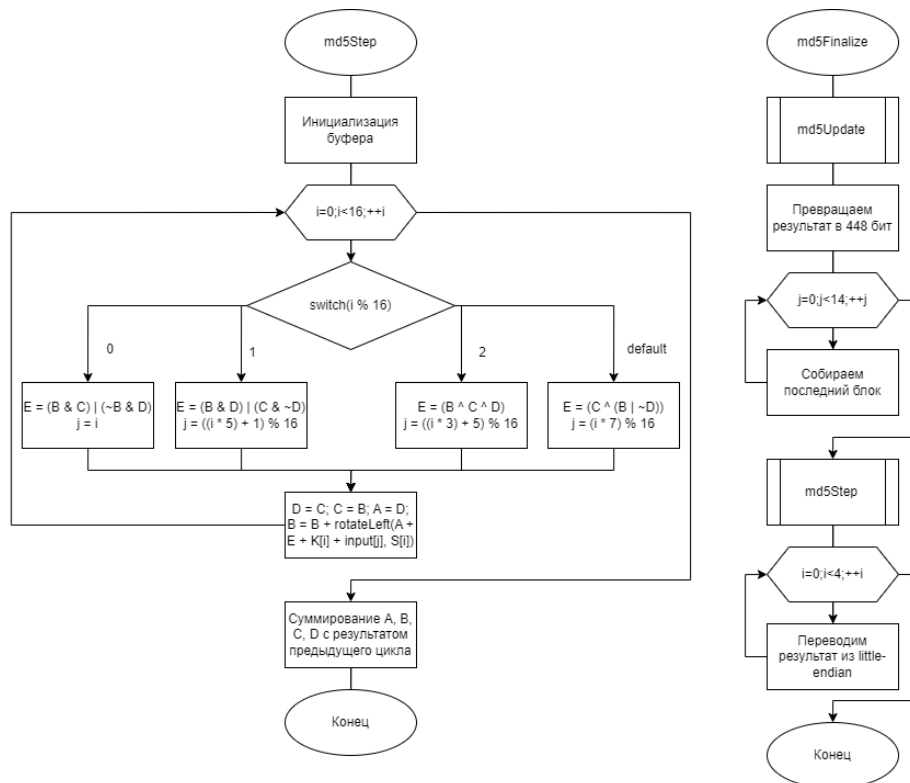 md5Step
Инициализация
буфера
i=0;i<16;++i
switch(i % 16)
0
1
2
default
E = (B & C) | (~B & D)
j = i
E = (B & D) | (C & ~D)
j = ((i * 5) + 1) % 16
E = (B ^ C ^ D)
j = ((i * 3) + 5) % 16
E = (C ^ (B | ~D))
j = (i * 7) % 16
D = C; C = B; A = D;
B = B + rotateLeft(A +
E + K[i] + input[j], S[i])
Суммирование A, B,
C, D с результатом
предыдущего цикла
Конец
md5Finalize
md5Update
Превращаем
результат в 448 бит
j=0;j<14;++j
Собираем
последний блок
md5Step
i=0;i<4;++i
Переводим
результат из little-
endian
Конец